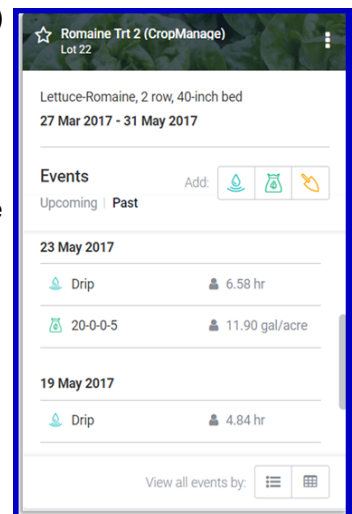 Romaine Trt 2 (CropManage)
Lot 22
Lettuce-Romaine, 2 row, 40-inch bed
27 Mar 2017 - 31 May 2017
Events
Add:
Upcoming | Past
23 May 2017
Drip 6.58 hr
20-0-0-5 11.90 gal/acre
19 May 2017
Drip 4.84 hr
View all events by: